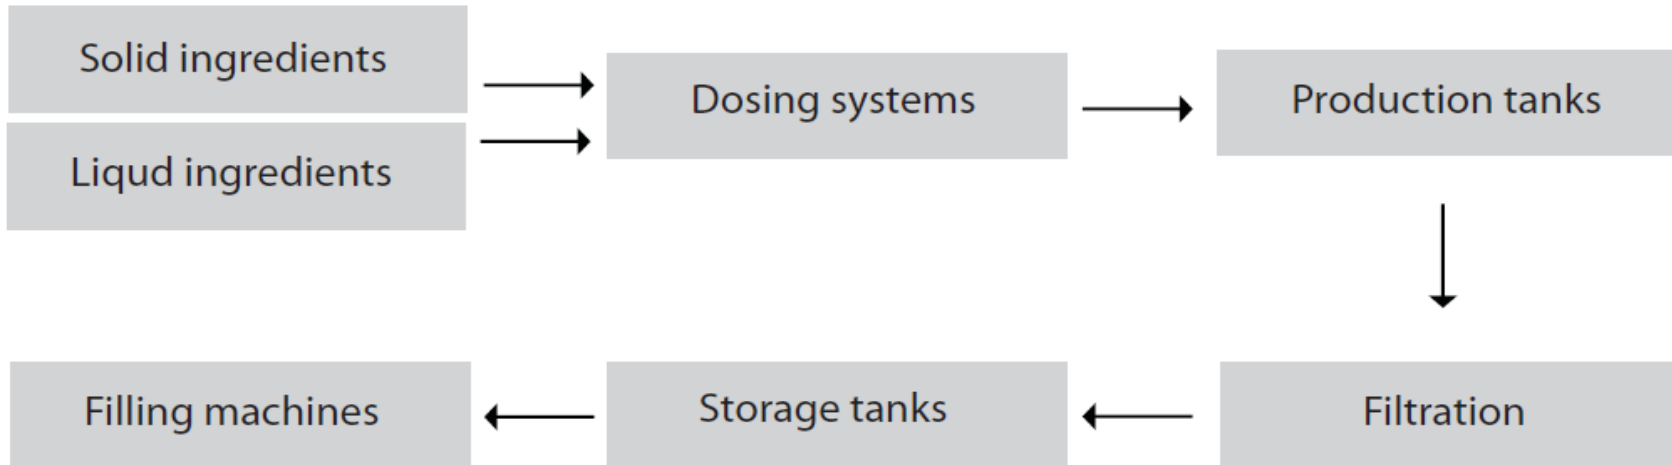 Solid ingredients
Liqud ingredients
Dosing systems
Production tanks
Filling machines
Storage tanks
Filtration